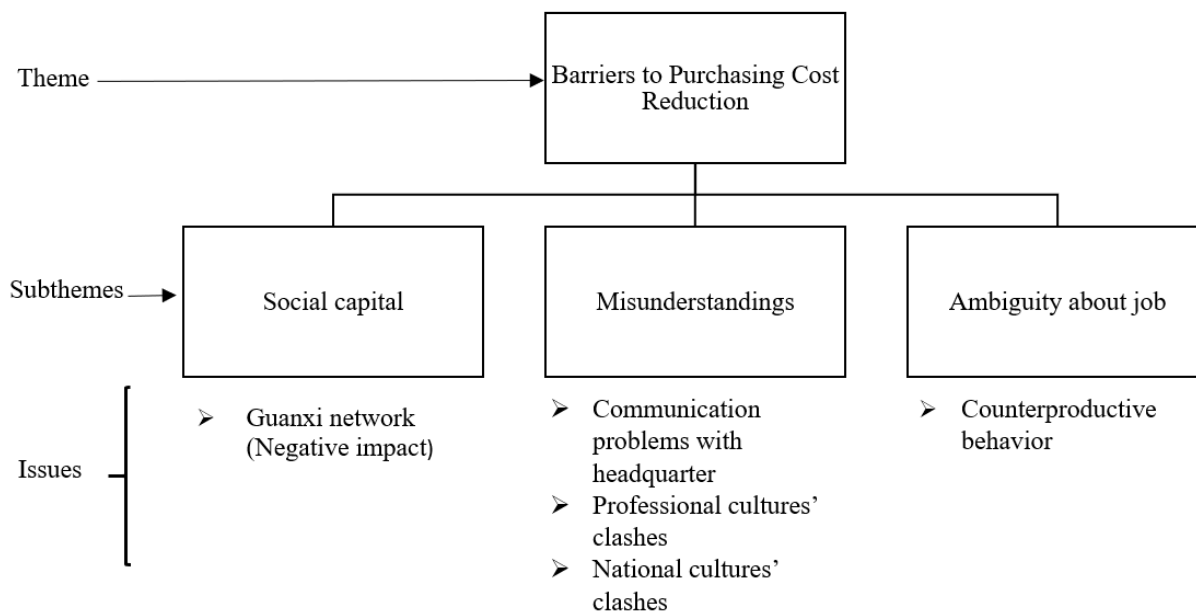 Theme
Barriers to Purchasing Cost
Reduction
Subthemes
Social capital
Misunderstandings
Ambiguity about job
Issues
➢ Guanxi network
(Negative impact)
➢ Communication
problems with
headquarter
➢ Professional cultures’
clashes
➢ National cultures’
clashes
➢ Counterproductive
behavior